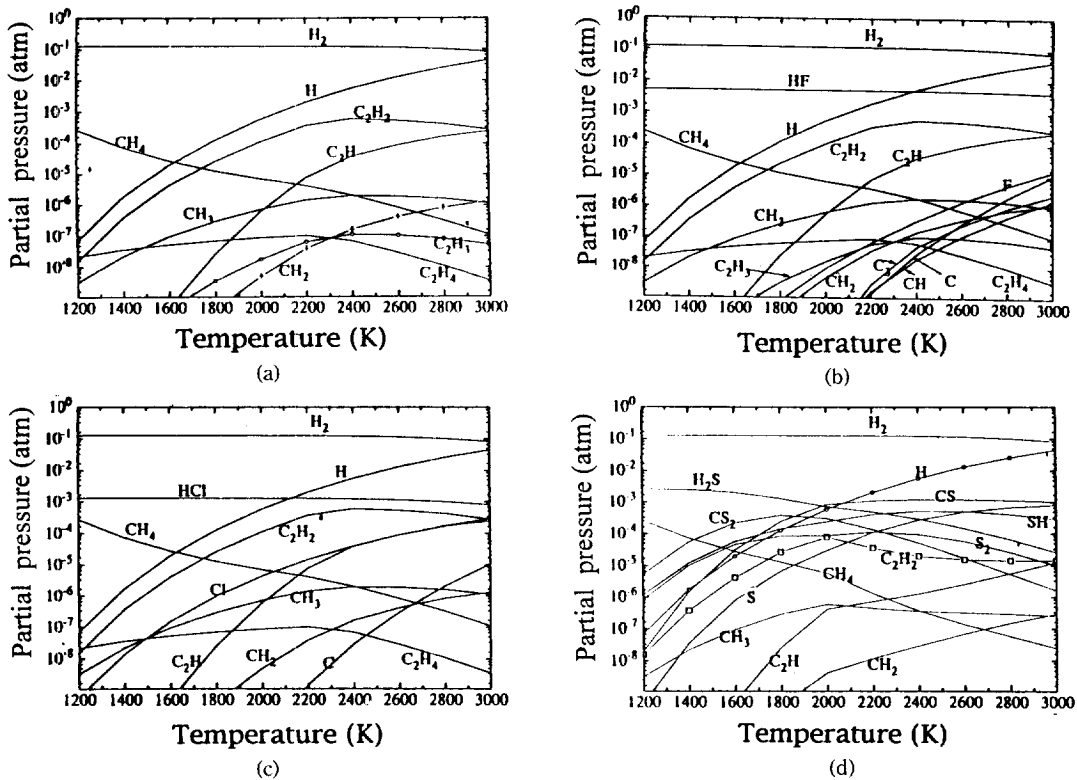 10⁰
10⁻¹
10⁻²
10⁻³
10⁻⁴
10⁻⁵
10⁻⁶
10⁻⁷
10⁻⁸
Partial pressure (atm)
H₂
H
C₂H₂
CH₄
C₂H
CH₃
C₂H₃
CH₂
C₂H₄
1200 1400 1600 1800 2000 2200 2400 2600 2800 3000
Temperature (K)
(a)
10⁰
10⁻¹
10⁻²
10⁻³
10⁻⁴
10⁻⁵
10⁻⁶
10⁻⁷
10⁻⁸
Partial pressure (atm)
H₂
HF
H
CH₄
C₂H₂
C₂H
F
CH₃
C₂H₃
CH₂
C₂
CH
C
C₂H₄
1200 1400 1600 1800 2000 2200 2400 2600 2800 3000
Temperature (K)
(b)
10⁰
10⁻¹
10⁻²
10⁻³
10⁻⁴
10⁻⁵
10⁻⁶
10⁻⁷
10⁻⁸
Partial pressure (atm)
H₂
H
HCl
CH₄
C₂H₂
Cl
CH₃
C₂H
CH₂
C
C₂H₄
1200 1400 1600 1800 2000 2200 2400 2600 2800 3000
Temperature (K)
(c)
10⁰
10⁻¹
10⁻²
10⁻³
10⁻⁴
10⁻⁵
10⁻⁶
10⁻⁷
10⁻⁸
Partial pressure (atm)
H₂
H
H₂S
CS
CS₂
SH
S₂
C₂H₂
CH₄
S
CH₃
C₂H
CH₂
1200 1400 1600 1800 2000 2200 2400 2600 2800 3000
Temperature (K)
(d)